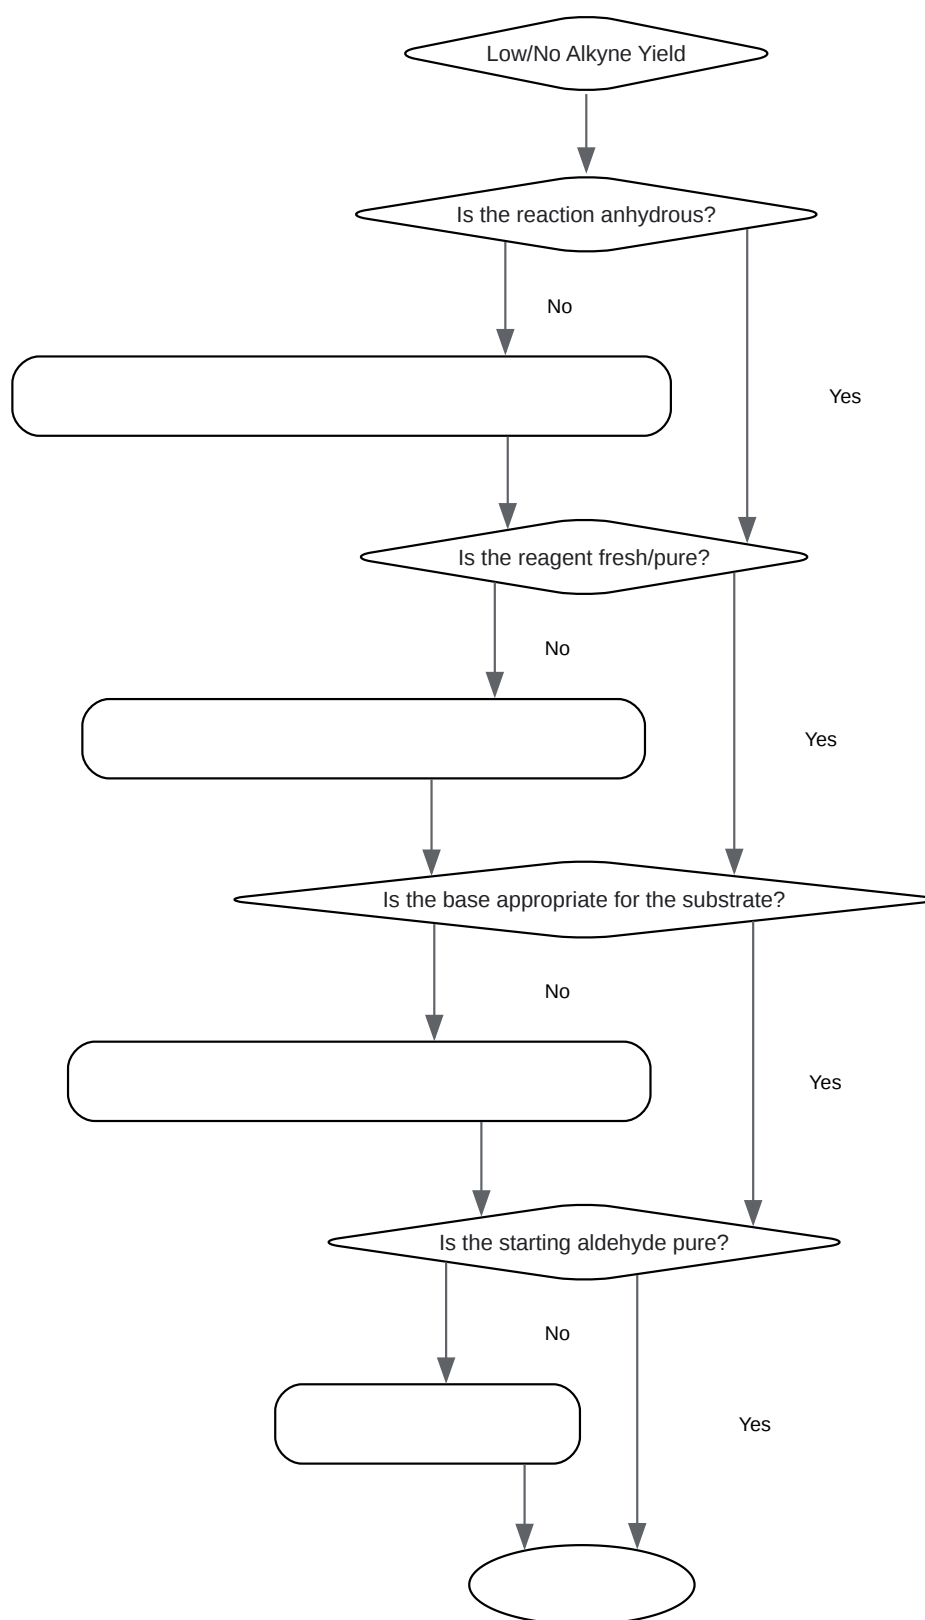 Low/No Alkyne Yield
Is the reaction anhydrous?
No
Yes
Is the reagent fresh/pure?
No
Yes
Is the base appropriate for the substrate?
No
Yes
Is the starting aldehyde pure?
No
Yes